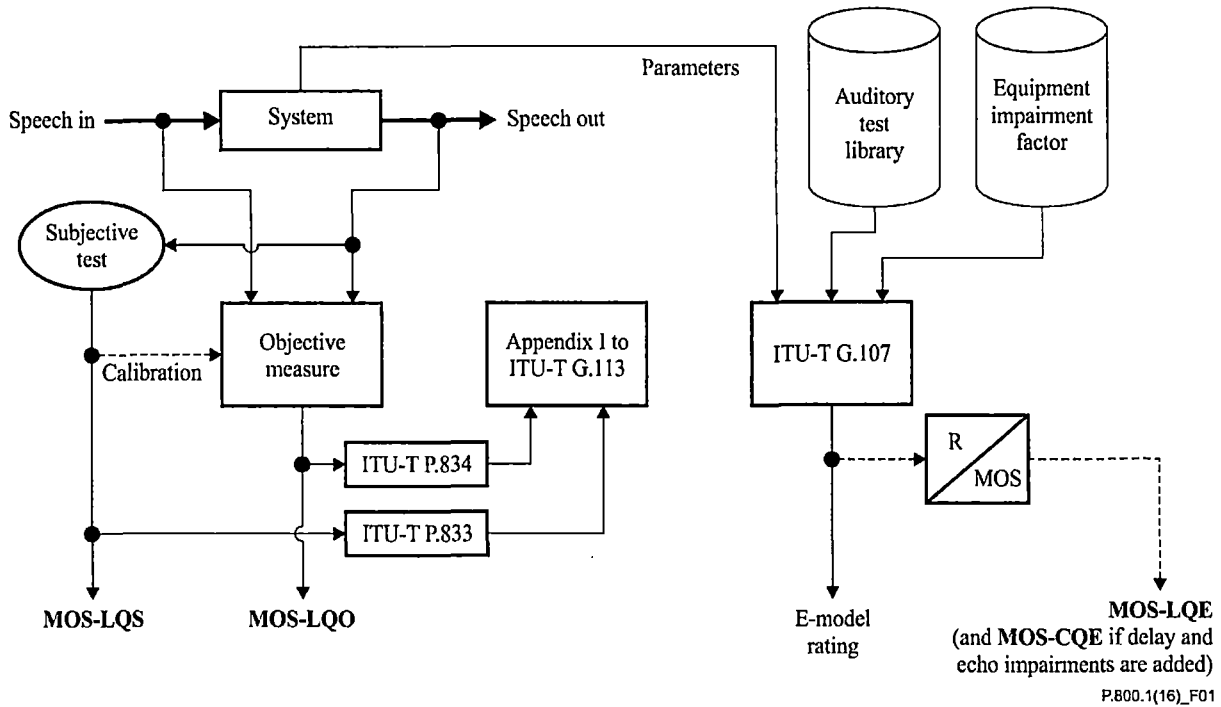 Parameters
Speech in
System
Speech out
Auditory
test
library
Equipment
impairment
factor
Subjective
test
Calibration
Objective
measure
Appendix I to
ITU-T G.113
ITU-T G.107
ITU-T P.834
ITU-T P.833
R
MOS
MOS-LQS
MOS-LQO
E-model
rating
MOS-LQE
(and MOS-CQE if delay and
echo impairments are added)
P.800.1(16)_F01